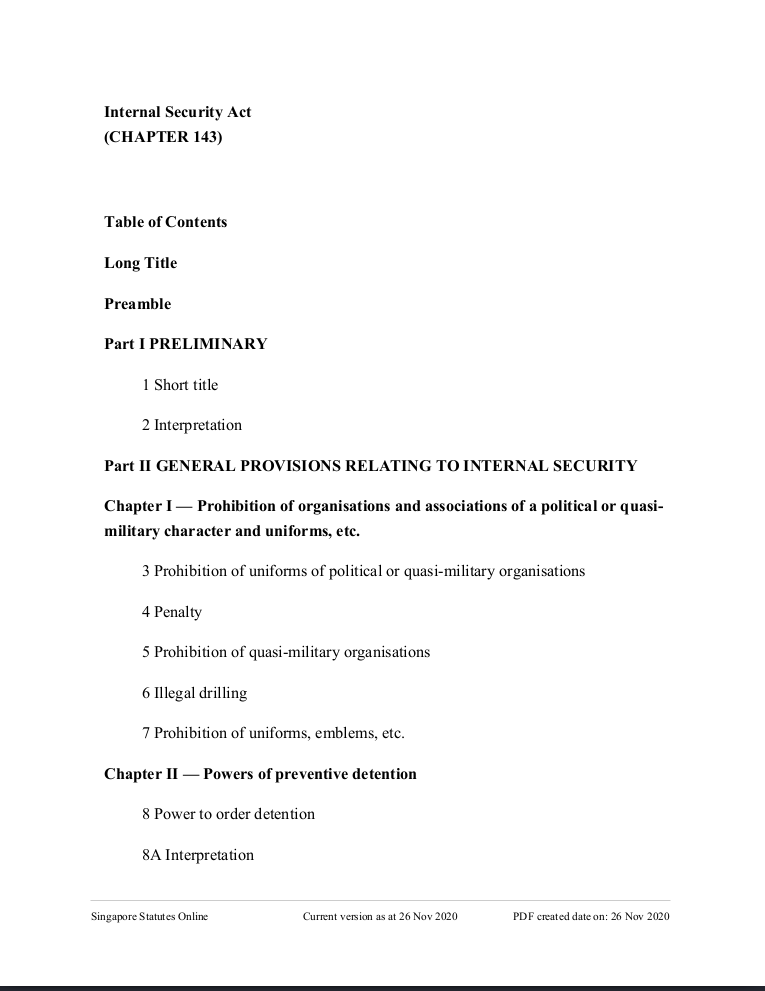 Internal Security Act
(CHAPTER 143)
Table of Contents
Long Title
Preamble
Part I PRELIMINARY
1 Short title
2 Interpretation
Part II GENERAL PROVISIONS RELATING TO INTERNAL SECURITY
Chapter I — Prohibition of organisations and associations of a political or quasi-
military character and uniforms, etc.
3 Prohibition of uniforms of political or quasi-military organisations
4 Penalty
5 Prohibition of quasi-military organisations
6 Illegal drilling
7 Prohibition of uniforms, emblems, etc.
Chapter II — Powers of preventive detention
8 Power to order detention
8A Interpretation
Singapore Statutes Online Current version as at 26 Nov 2020 PDF created date on: 26 Nov 2020